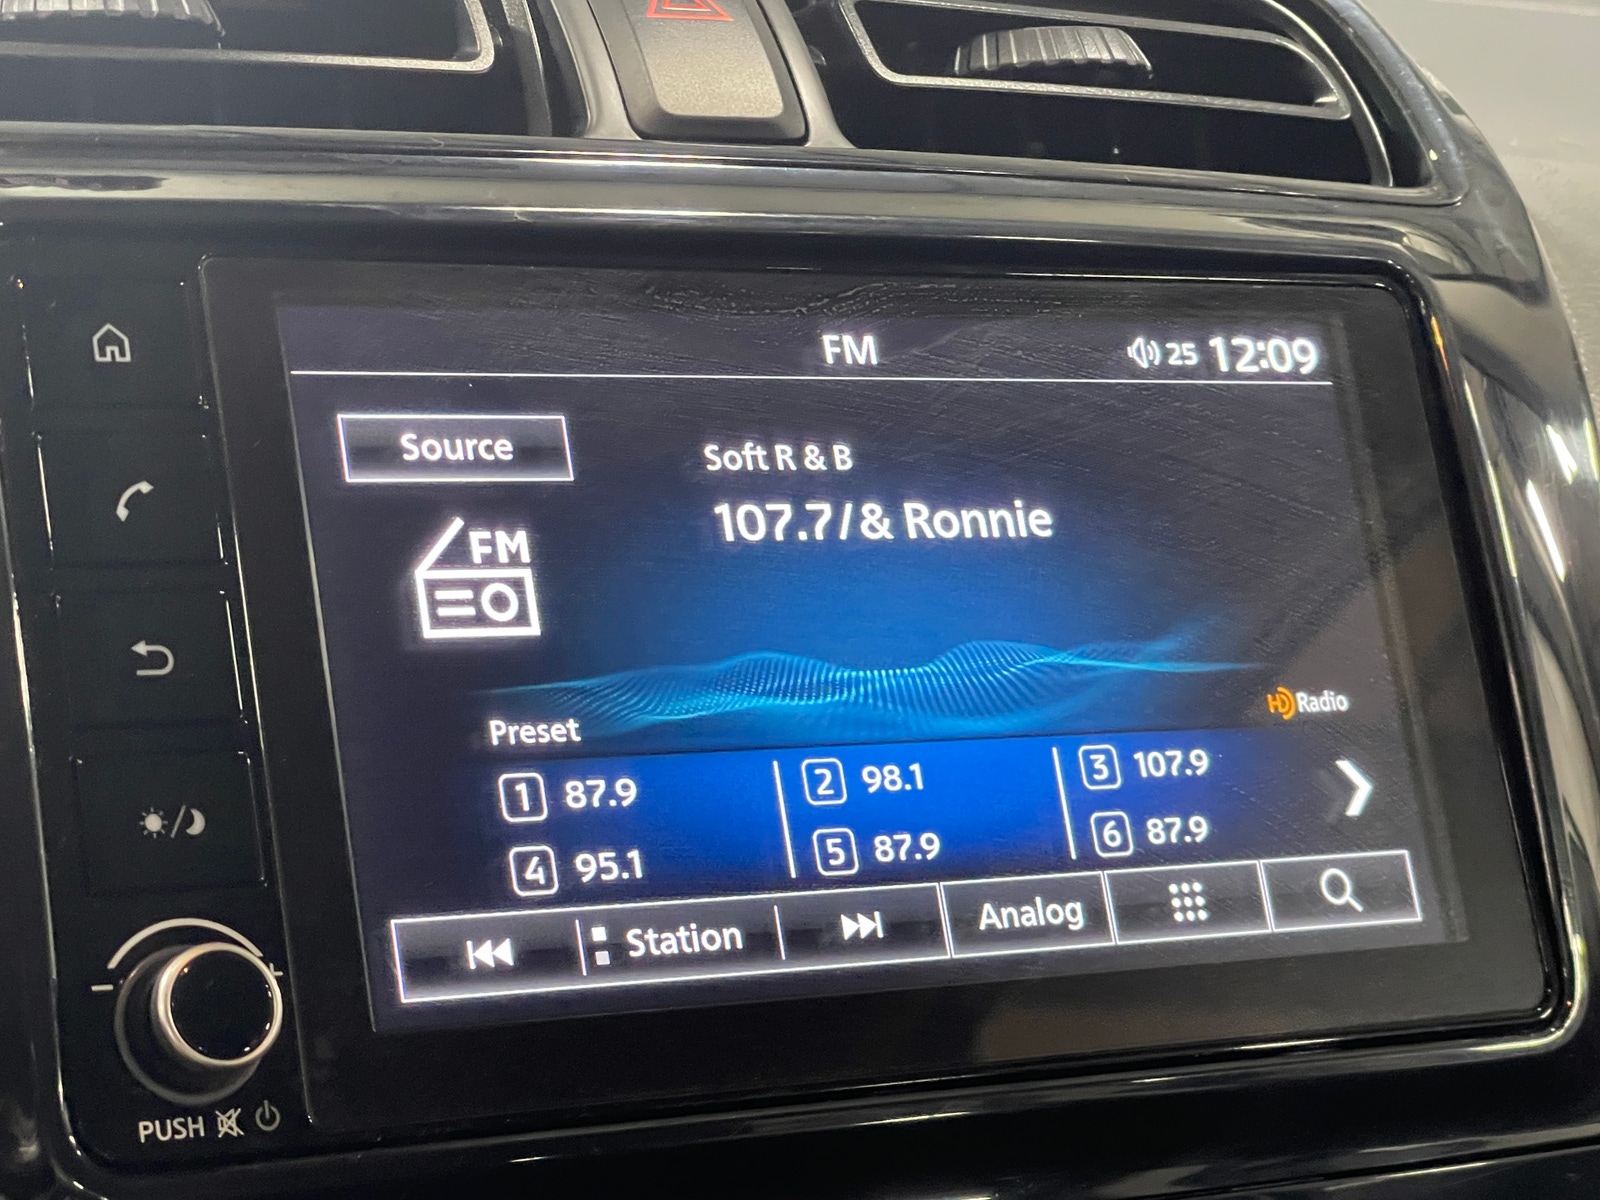 FM
25 12:09
Source
Soft R & B
107.7/& Ronnie
FM
HD Radio
Preset
1 87.9
2 98.1
3 107.9
4 95.1
5 87.9
6 87.9
Station
Analog
PUSH